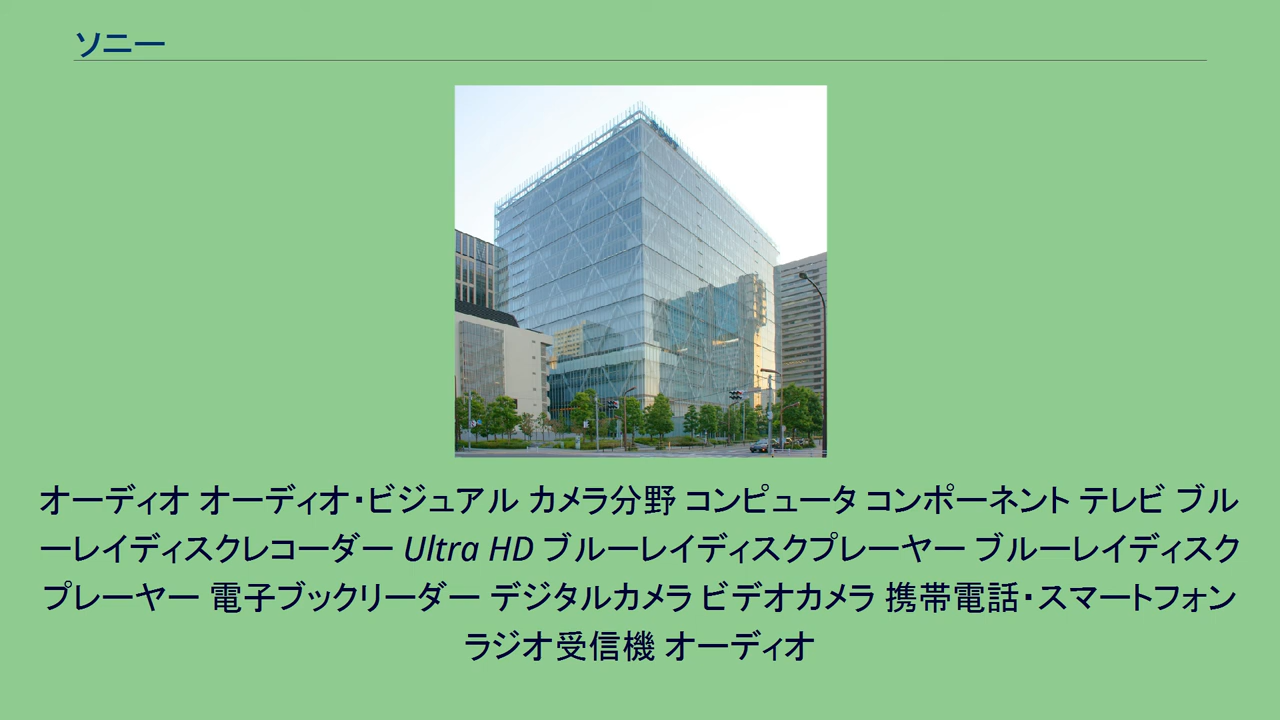 ソニー
オーディオ オーディオ・ビジュアル カメラ分野 コンピュータ コンポーネント テレビ ブル
ーレイディスクレコーダー Ultra HD ブルーレイディスクプレーヤー ブルーレイディスク
プレーヤー 電子ブックリーダー デジタルカメラ ビデオカメラ 携帯電話・スマートフォン
ラジオ受信機 オーディオ